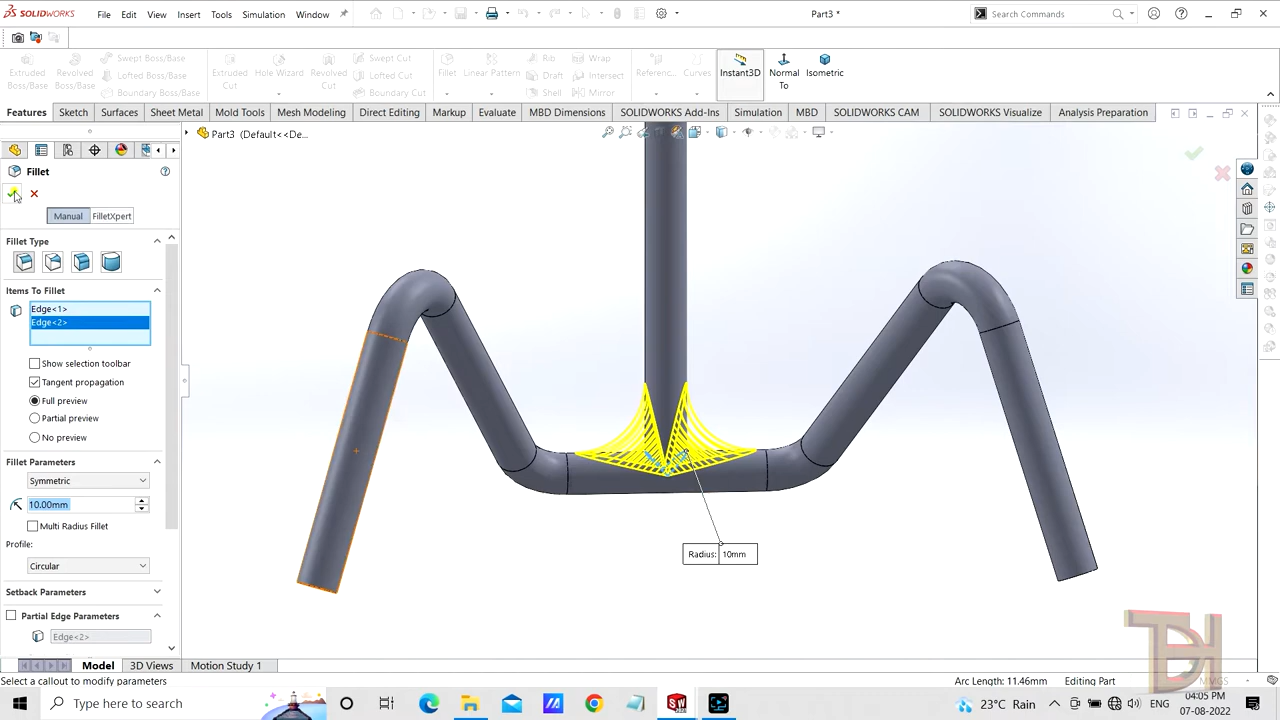 SOLIDWORKS File Edit View Insert Tools Simulation Window Part3 * Search Commands
Extruded Boss/Base Revolved Boss/Base Swept Boss/Base Lofted Boss/Base Boundary Boss/Base Extruded Cut Hole Wizard Revolved Cut Swept Cut Lofted Cut Boundary Cut Fillet Linear Pattern Rib Draft Shell Wrap Intersect Mirror Referenc... Curves Instant3D Normal To Isometric
Features Sketch Surfaces Sheet Metal Mold Tools Mesh Modeling Direct Editing Markup Evaluate MBD Dimensions SOLIDWORKS Add-Ins Simulation MBD SOLIDWORKS CAM SOLIDWORKS Visualize Analysis Preparation
Part3 (Default<<De...
Fillet
Manual FilletXpert
Fillet Type
Items To Fillet
Edge<1>
Edge<2>
Show selection toolbar
Tangent propagation
Full preview
Partial preview
No preview
Fillet Parameters
Symmetric
10.00mm
Multi Radius Fillet
Profile:
Circular
Setback Parameters
Partial Edge Parameters
Edge<2>
Radius: 10mm
Model 3D Views Motion Study 1
Select a callout to modify parameters Arc Length: 11.46mm Editing Part MMGS
Type here to search 23°C Rain ENG 04:05 PM
07-08-2022